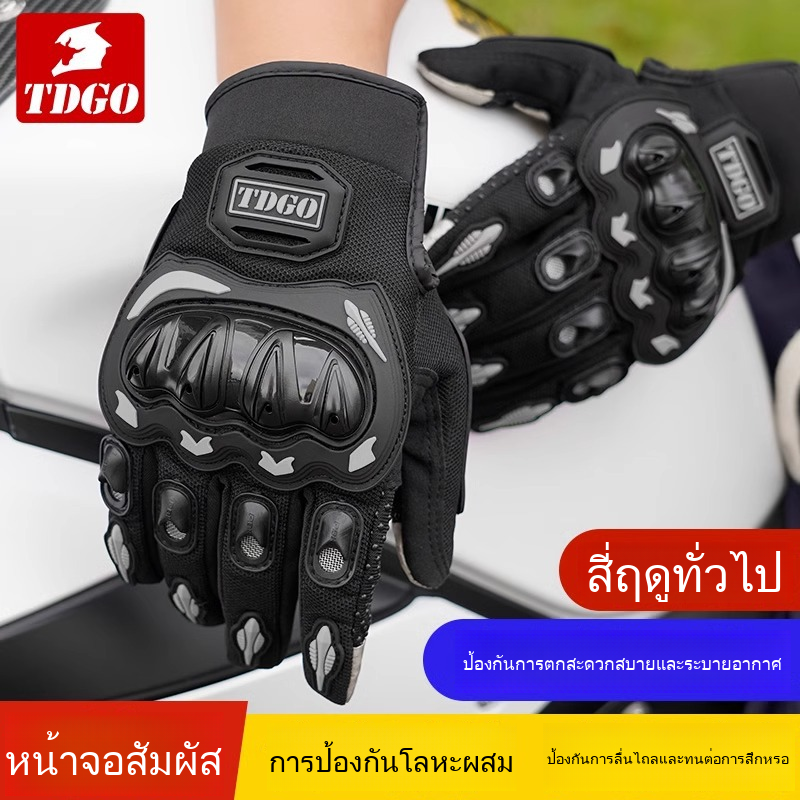 TDGO
TDGO
TDGO
สี่ฤดูทั่วไป
ป้องกันการตกสะดวกสบายและระบายอากาศ
หน้าจอสัมผัส
การป้องกันโลหะผสม
ป้องกันการลื่นไถลและทนต่อการสึกหรอ